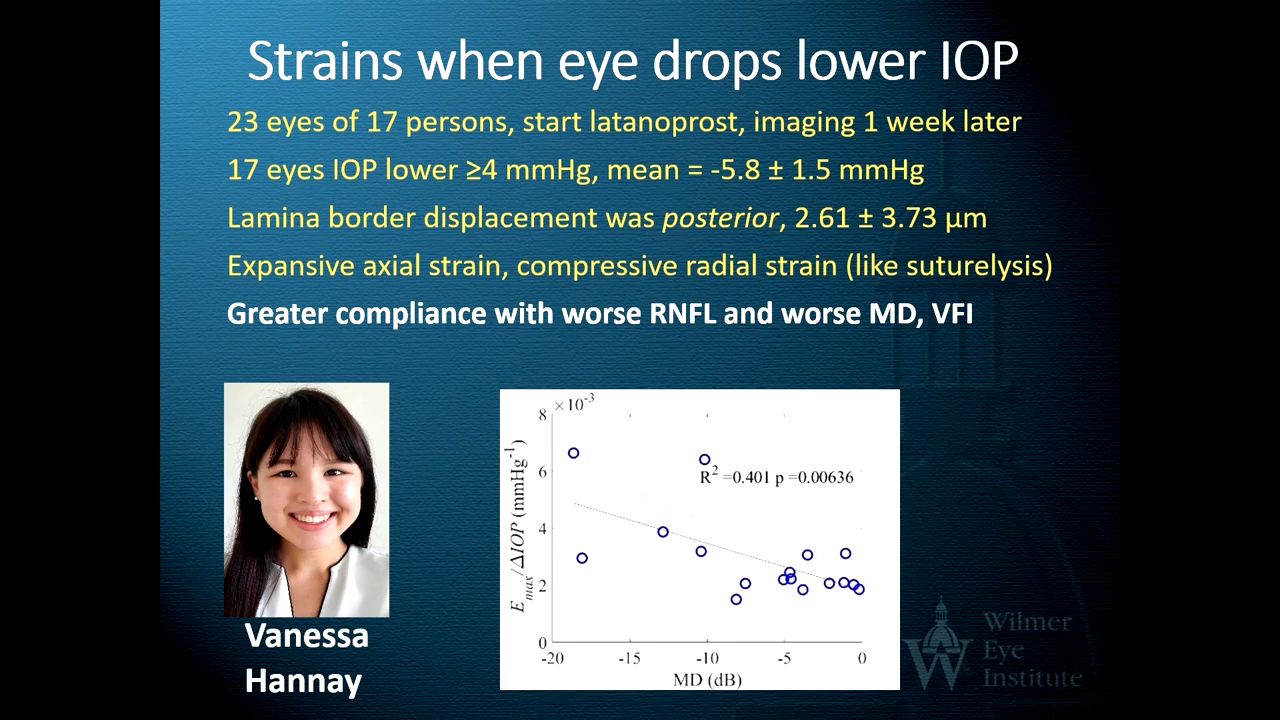 Strains when eye drops lower IOP
23 eyes of 17 persons, start latanoprost, imaging 1 week later
17 eyes IOP lower ≥4 mmHg, mean = -5.8 ± 1.5 mmHg
Lamina border displacement was posterior, 2.61 ± 3.73 µm
Expansive axial strain, compressive radial strain (like suturelysis)
Greater compliance with worse RNFL and worse MD, VFI
Vanessa
Hannay
×10⁻³
8
6
4
2
0
E_max/ΔIOP (mmHg⁻¹)
R² =0.401 p =0.00636
-20 -15 -10 -5 0
MD (dB)
Wilmer
Eye
Institute